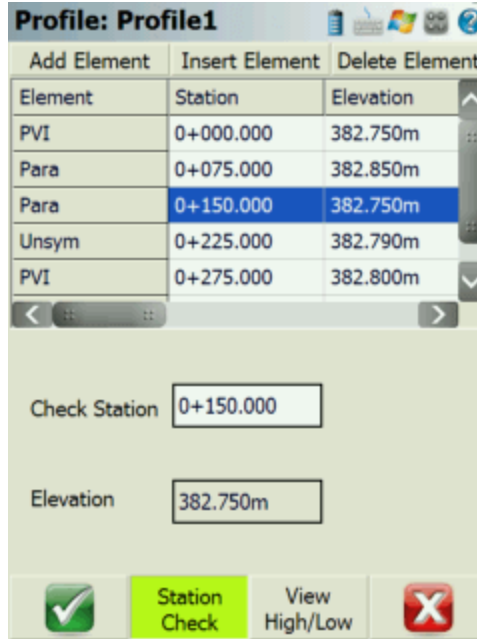 Profile: Profile1
Add Element Insert Element Delete Element
Element Station Elevation
PVI 0+000.000 382.750m
Para 0+075.000 382.850m
Para 0+150.000 382.750m
Unsym 0+225.000 382.790m
PVI 0+275.000 382.800m
Check Station 0+150.000
Elevation 382.750m
Station Check View High/Low